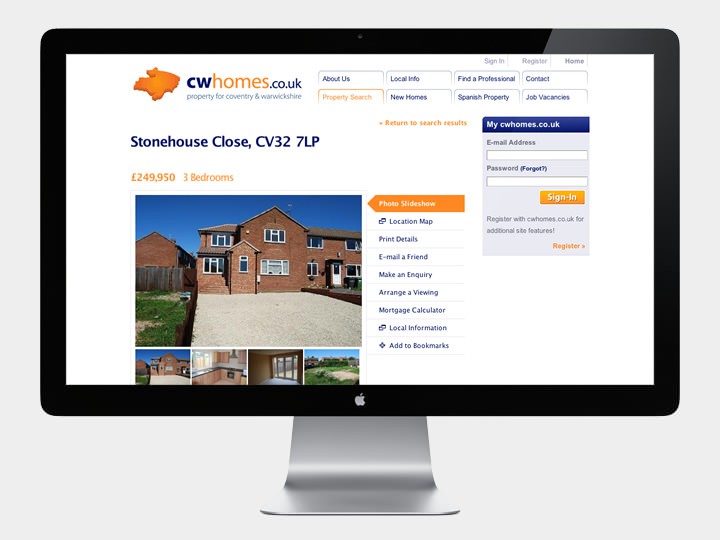 Sign In
Register
Home
cwhomes.co.uk
property for coventry & warwickshire
About Us
Local Info
Find a Professional
Contact
Property Search
New Homes
Spanish Property
Job Vacancies
« Return to search results
Stonehouse Close, CV32 7LP
£249,950 3 Bedrooms
Photo Slideshow
Location Map
Print Details
E-mail a Friend
Make an Enquiry
Arrange a Viewing
Mortgage Calculator
Local Information
Add to Bookmarks
My cwhomes.co.uk
E-mail Address
Password (Forgot?)
Sign-In
Register with cwhomes.co.uk for
additional site features!
Register »